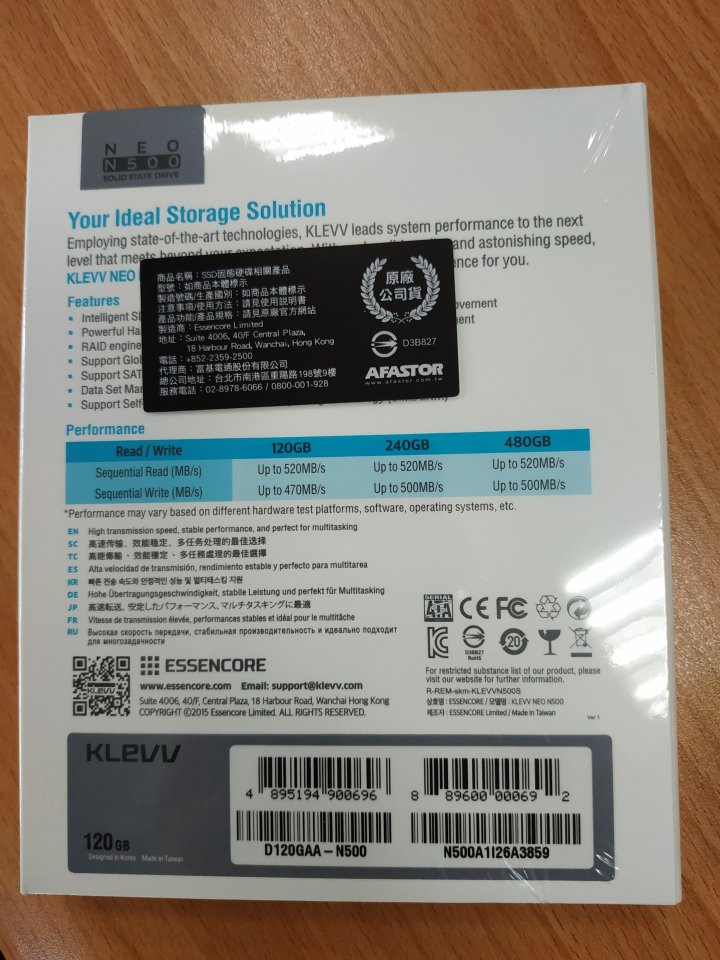 NEO
N500
SOLID STATE DRIVE
Your Ideal Storage Solution
Employing state-of-the-art technologies, KLEVV leads system performance to the next
level that meets beyond your expectation. and astonishing speed,
KLEVV NEO for you.
Features
Intelligent
Powerful
RAID engine
Support
Support
Data Set
Support
商品名稱：SSD固態硬碟相關產品
型號：如商品本體標示
製造號碼/生產國別：如商品本體標示
注意事項/使用方法：請見使用說明書
產品功能/產品規格：請見原廠官方網站
製造商：Essencore Limited
地址：Suite 4006, 40/F Central Plaza,
18 Harbour Road, Wanchai, Hong Kong
電話：+852-2359-2500
代理商：富基電通股份有限公司
總公司地址：台北市南港區重陽路198號9樓
服務電話：02-8978-6066 / 0800-001-928
原廠
公司貨
D3B827
AFASTOR
WWW.AFASTOR.COM.TW
Performance
Read / Write 120GB 240GB 480GB
Sequential Read (MB/s) Up to 520MB/s Up to 520MB/s Up to 520MB/s
Sequential Write (MB/s) Up to 470MB/s Up to 500MB/s Up to 500MB/s
*Performance may vary based on different hardware test platforms, software, operating systems, etc.
EN High transmission speed, stable performance, and perfect for multitasking
SC 高速传输、效能稳定、多任务处理的最佳选择
TC 高速傳輸、效能穩定、多任務處理的最佳選擇
ES Alta velocidad de transmisión, rendimiento estable y perfecto para multitarea
KR 빠른 전송 속도와 안정적인 성능 및 멀티태스킹 지원
DE Hohe Übertragungsgeschwindigkeit, stabile Leistung und perfekt für Multitasking
JP 高速転送、安定したパフォーマンス、マルチタスキングに最適
FR Vitesse de transmission élevée, performances stables et idéal pour le multitâche
RU Высокая скорость передачи, стабильная производительность и идеально подходит
для многозадачности
SERIAL
ATA
CE FC
D3B827
RoHS
20
KLEVV
ESSENCORE
www.essencore.com Email: support@klevv.com
Suite 4006, 40/F, Central Plaza, 18 Harbour Road, Wanchai Hong Kong
COPYRIGHT ©2015 Essencore Limited. ALL RIGHTS RESERVED.
For restricted substance list of our product, please
visit our website for further information.
R-REM-skm-KLEVVN500S
상호명 : ESSENCORE / 모델명 : KLEVV NEO N500
제조자 : ESSENCORE Limited / Made in Taiwan
Ver 1
KLEVV
120GB
Designed in Korea Made in Taiwan
4 895194 900696
8 89600 00069 2
D120GAA-N500
N500A1I26A3859